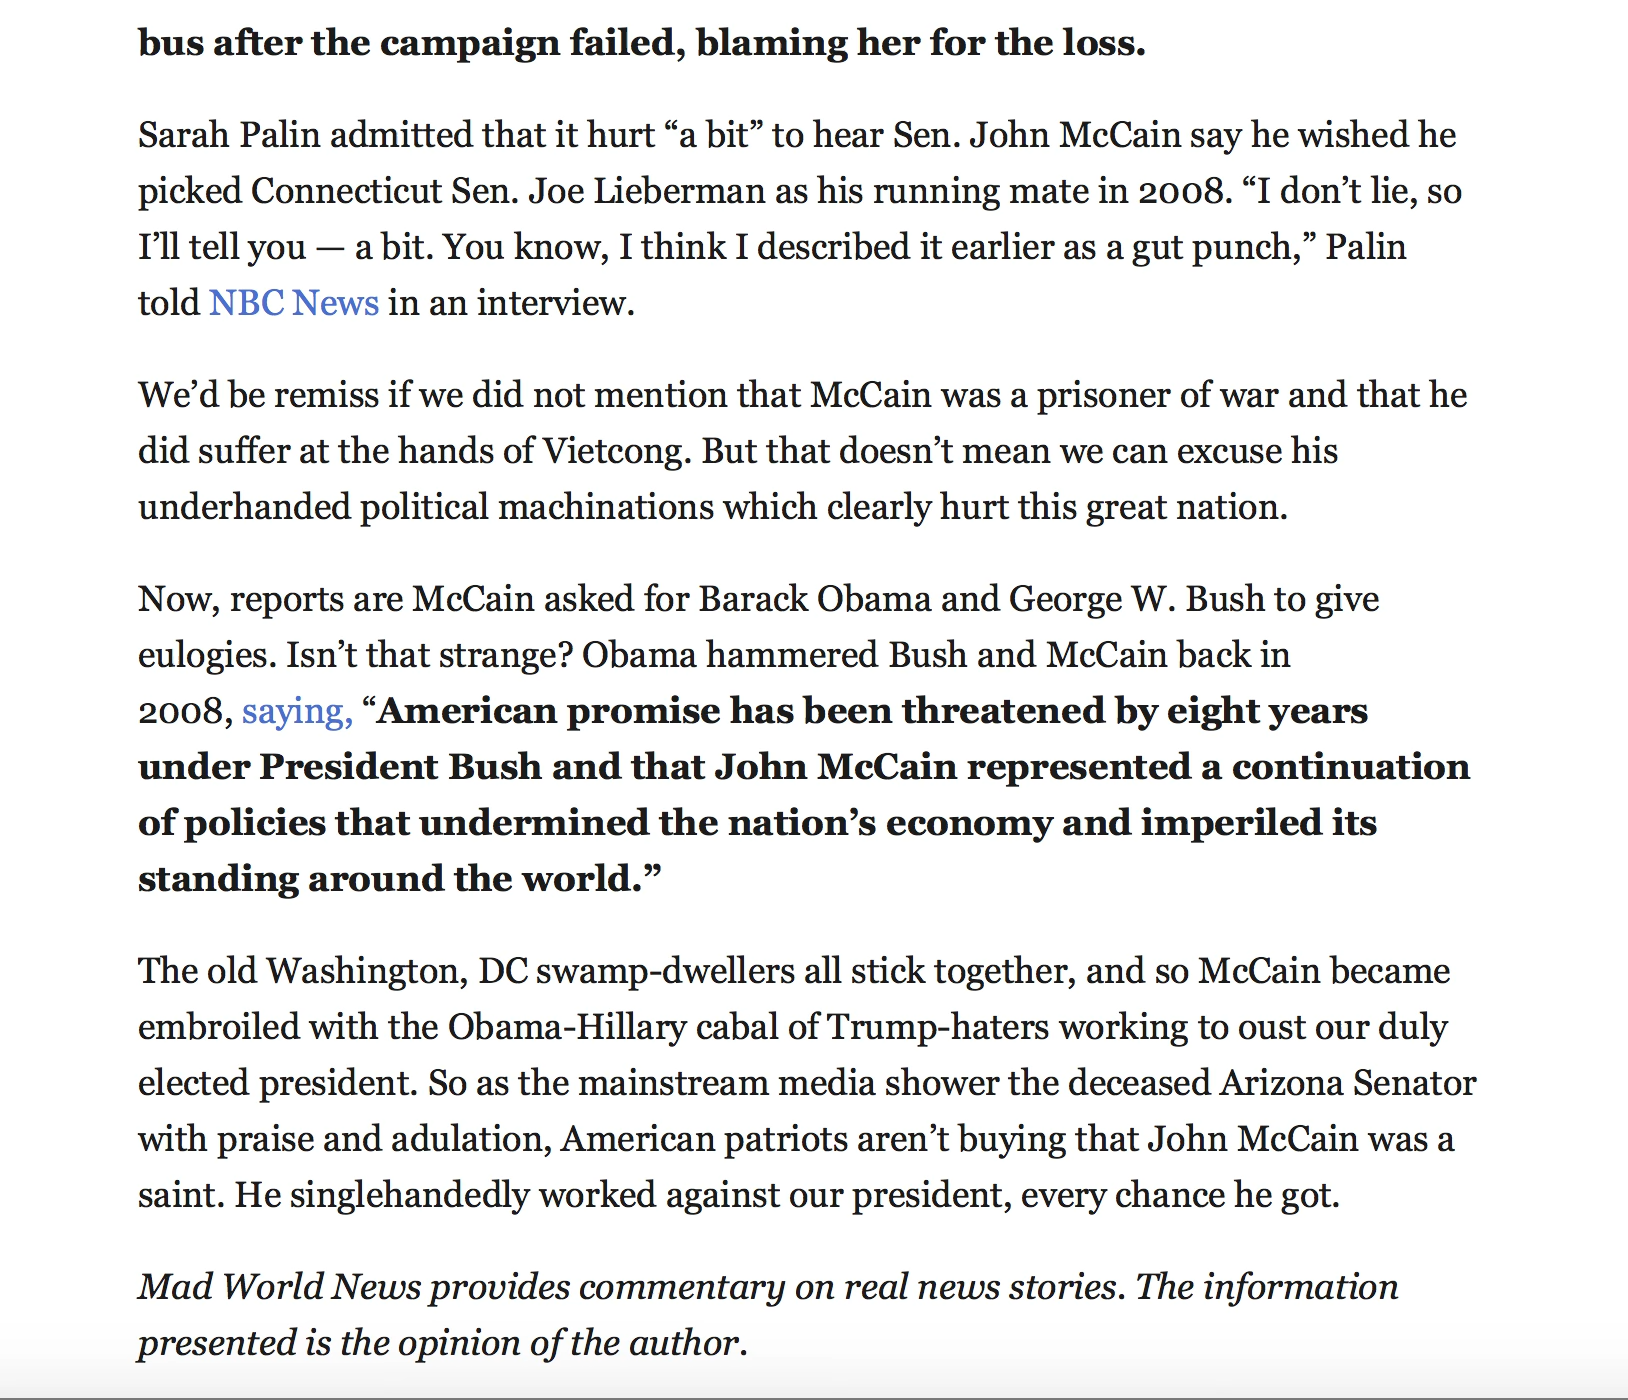 bus after the campaign failed, blaming her for the loss.
Sarah Palin admitted that it hurt “a bit” to hear Sen. John McCain say he wished he
picked Connecticut Sen. Joe Lieberman as his running mate in 2008. “I don’t lie, so
I’ll tell you — a bit. You know, I think I described it earlier as a gut punch,” Palin
told NBC News in an interview.
We’d be remiss if we did not mention that McCain was a prisoner of war and that he
did suffer at the hands of Vietcong. But that doesn’t mean we can excuse his
underhanded political machinations which clearly hurt this great nation.
Now, reports are McCain asked for Barack Obama and George W. Bush to give
eulogies. Isn’t that strange? Obama hammered Bush and McCain back in
2008, saying, “American promise has been threatened by eight years
under President Bush and that John McCain represented a continuation
of policies that undermined the nation’s economy and imperiled its
standing around the world.”
The old Washington, DC swamp-dwellers all stick together, and so McCain became
embroiled with the Obama-Hillary cabal of Trump-haters working to oust our duly
elected president. So as the mainstream media shower the deceased Arizona Senator
with praise and adulation, American patriots aren’t buying that John McCain was a
saint. He singlehandedly worked against our president, every chance he got.
Mad World News provides commentary on real news stories. The information
presented is the opinion of the author.